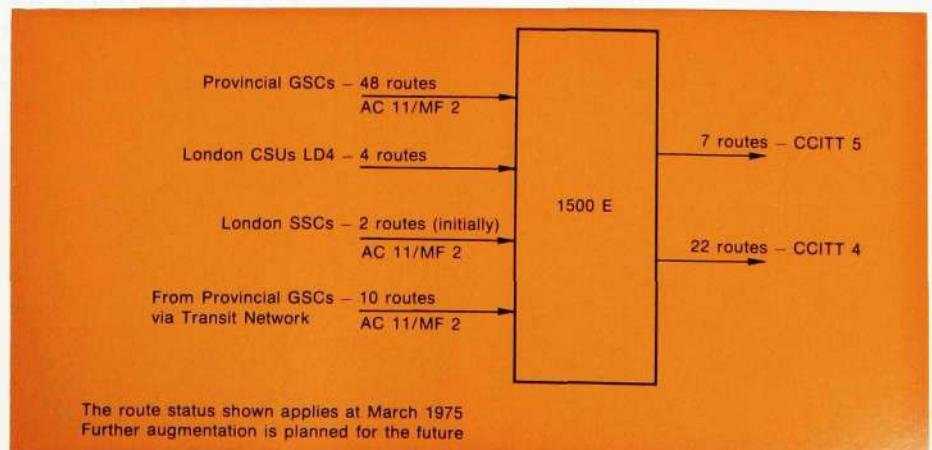 Provincial GSCs – 48 routes
AC 11/MF 2
London CSUs LD4 – 4 routes
London SSCs – 2 routes (initially)
AC 11/MF 2
From Provincial GSCs – 10 routes
via Transit Network AC 11/MF 2
1500 E
7 routes – CCITT 5
22 routes – CCITT 4
The route status shown applies at March 1975
Further augmentation is planned for the future